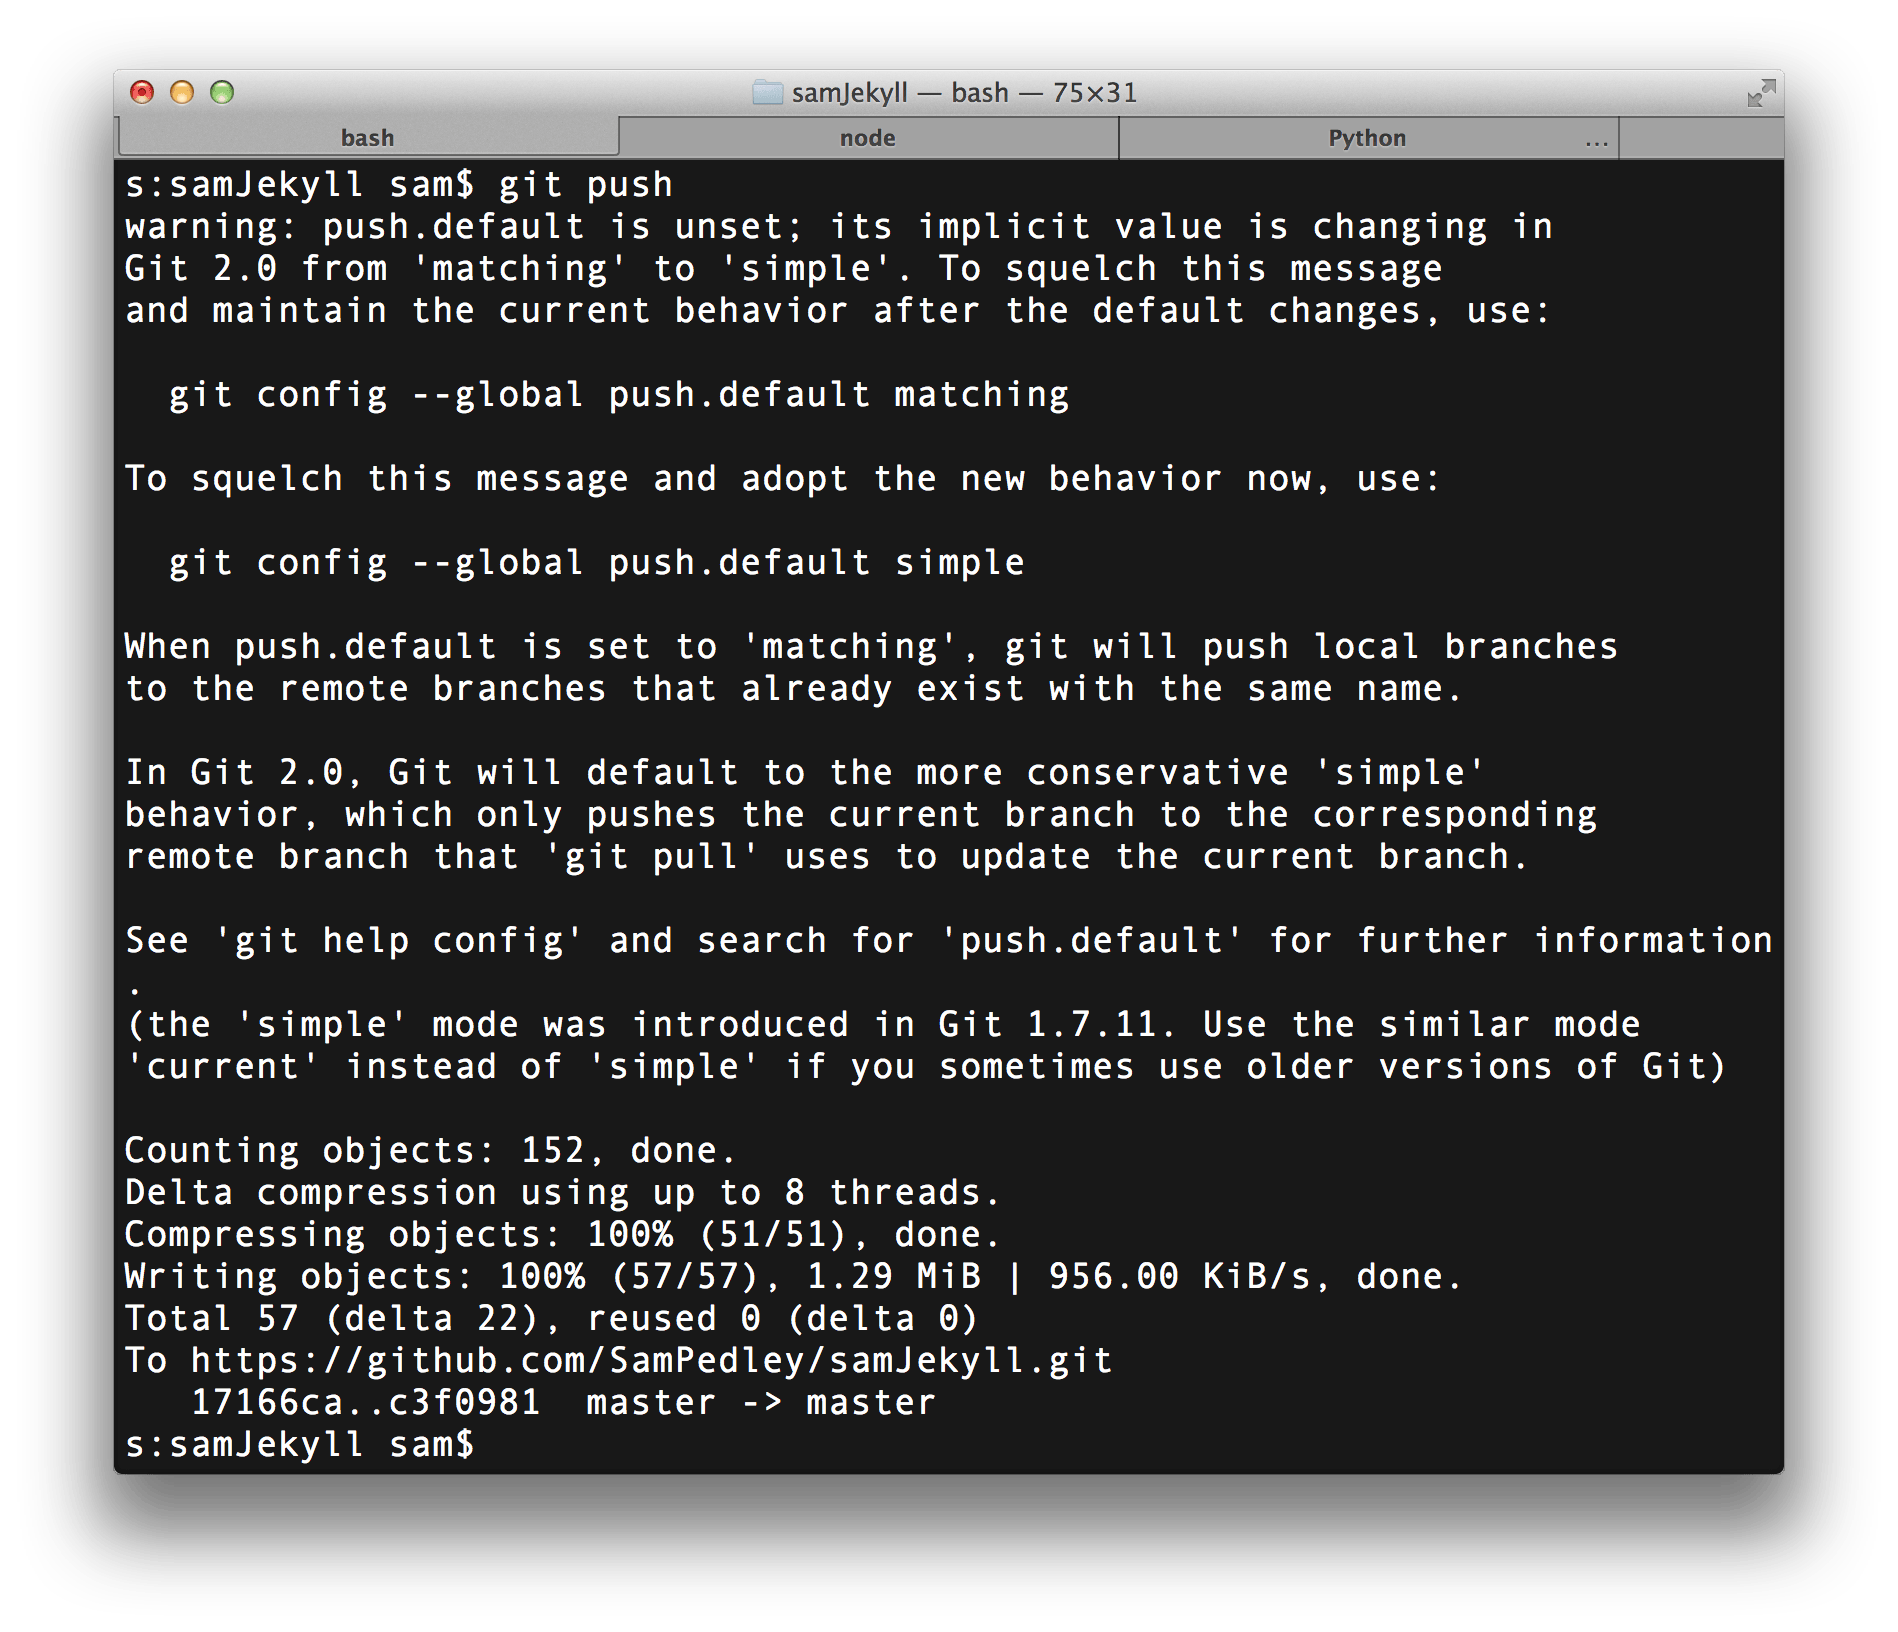 samJekyll — bash — 75×31
bash node Python ...
s:samJekyll sam$ git push
warning: push.default is unset; its implicit value is changing in
Git 2.0 from 'matching' to 'simple'. To squelch this message
and maintain the current behavior after the default changes, use:
  git config --global push.default matching
To squelch this message and adopt the new behavior now, use:
  git config --global push.default simple
When push.default is set to 'matching', git will push local branches
to the remote branches that already exist with the same name.
In Git 2.0, Git will default to the more conservative 'simple'
behavior, which only pushes the current branch to the corresponding
remote branch that 'git pull' uses to update the current branch.
See 'git help config' and search for 'push.default' for further information
.
(the 'simple' mode was introduced in Git 1.7.11. Use the similar mode
'current' instead of 'simple' if you sometimes use older versions of Git)
Counting objects: 152, done.
Delta compression using up to 8 threads.
Compressing objects: 100% (51/51), done.
Writing objects: 100% (57/57), 1.29 MiB | 956.00 KiB/s, done.
Total 57 (delta 22), reused 0 (delta 0)
To https://github.com/SamPedley/samJekyll.git
   17166ca..c3f0981  master -> master
s:samJekyll sam$